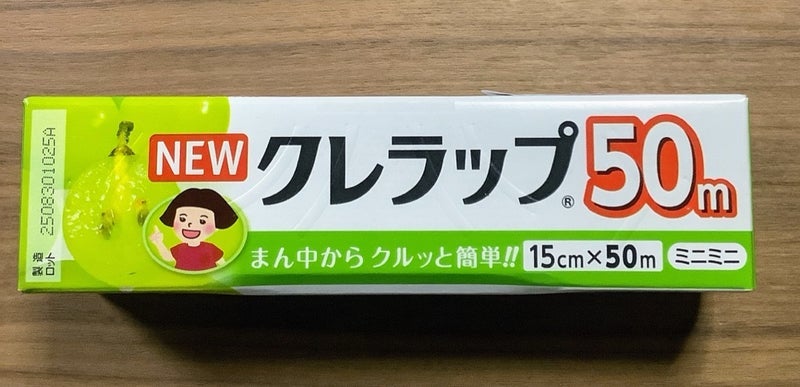 NEW クレラップ® 50m
まん中から クルッと簡単!! 15cm×50m ミニミニ
製造ロット 2508301025A